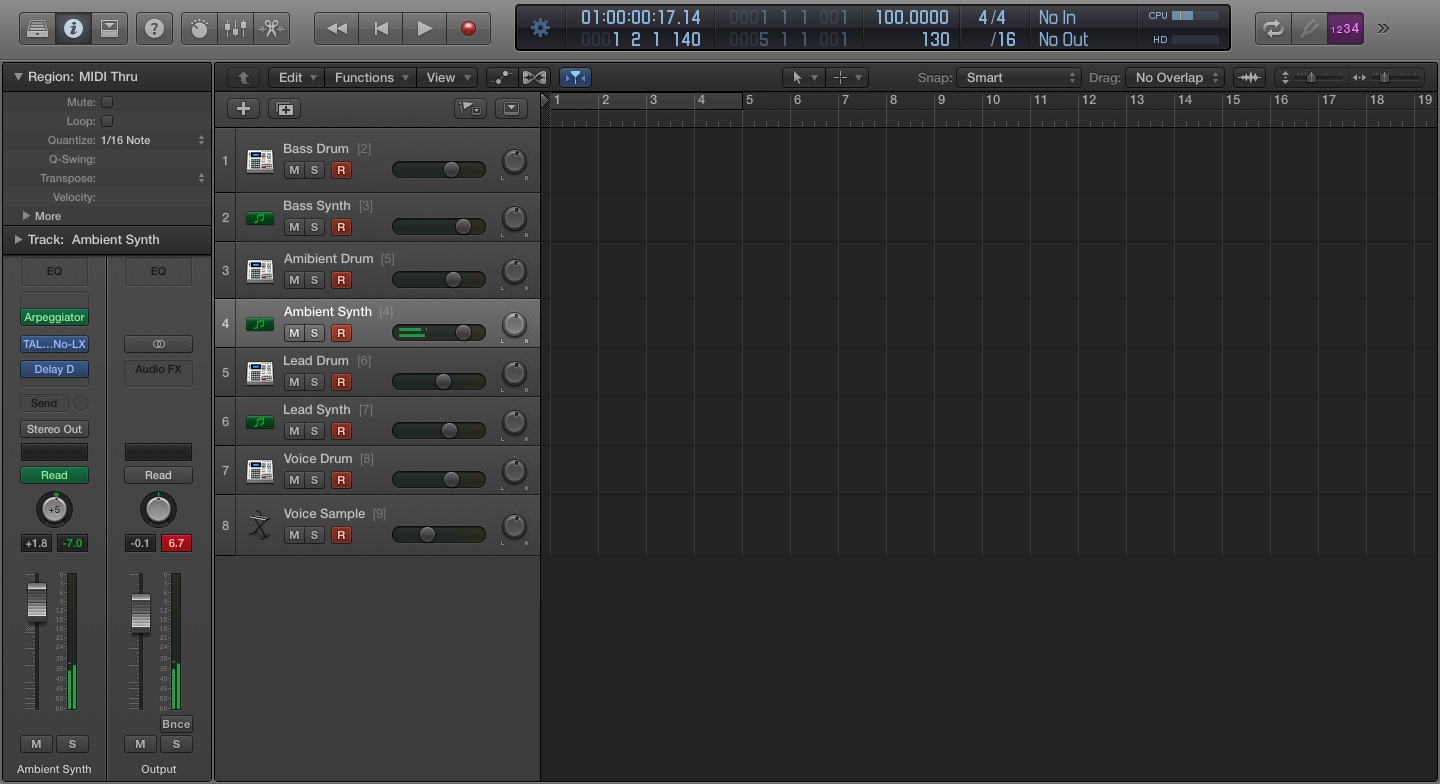 01:00:00:17.14 0001 1 1 001 100.0000 4/4 No In CPU
0001 2 1 140 0005 1 1 001 130 /16 No Out HD
1234
Region: MIDI Thru
Mute:
Loop:
Quantize: 1/16 Note
Q-Swing:
Transpose:
Velocity:
More
Track: Ambient Synth
EQ EQ
Arpeggiator
TAL...No-LX
Delay D Audio FX
Send
Stereo Out
Read Read
+5
+1.8 -7.0 -0.1 6.7
Bnce
M S M S
Ambient Synth Output
Edit Functions View Snap: Smart Drag: No Overlap
1 2 3 4 5 6 7 8 9 10 11 12 13 14 15 16 17 18 19
1 Bass Drum [2]
M S R L R
2 Bass Synth [3]
M S R L R
3 Amibient Drum [5]
M S R L R
4 Ambient Synth [4]
M S R L R
5 Lead Drum [6]
M S R L R
6 Lead Synth [7]
M S R L R
7 Voice Drum [8]
M S R L R
8 Voice Sample [9]
M S R L R